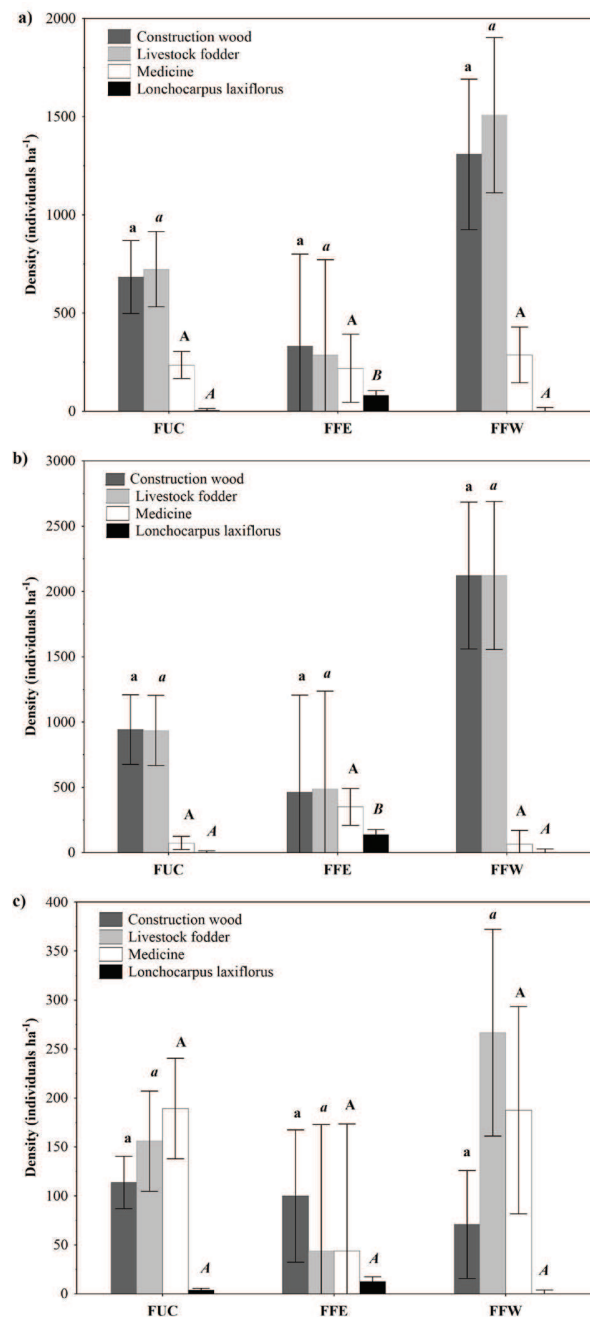 a)
Construction wood
Livestock fodder
Medicine
Lonchocarpus laxiflorus
Density (individuals ha⁻¹)
2000
1500
1000
500
0
a a A A
a a A B
a a A A
FUC FFE FFW
b)
Construction wood
Livestock fodder
Medicine
Lonchocarpus laxiflorus
Density (individuals ha⁻¹)
3000
2500
2000
1500
1000
500
0
a a A A
a a A B
a a A A
FUC FFE FFW
c)
Construction wood
Livestock fodder
Medicine
Lonchocarpus laxiflorus
Density (individuals ha⁻¹)
400
350
300
250
200
150
100
50
0
a a A A
a a A A
a a A A
FUC FFE FFW